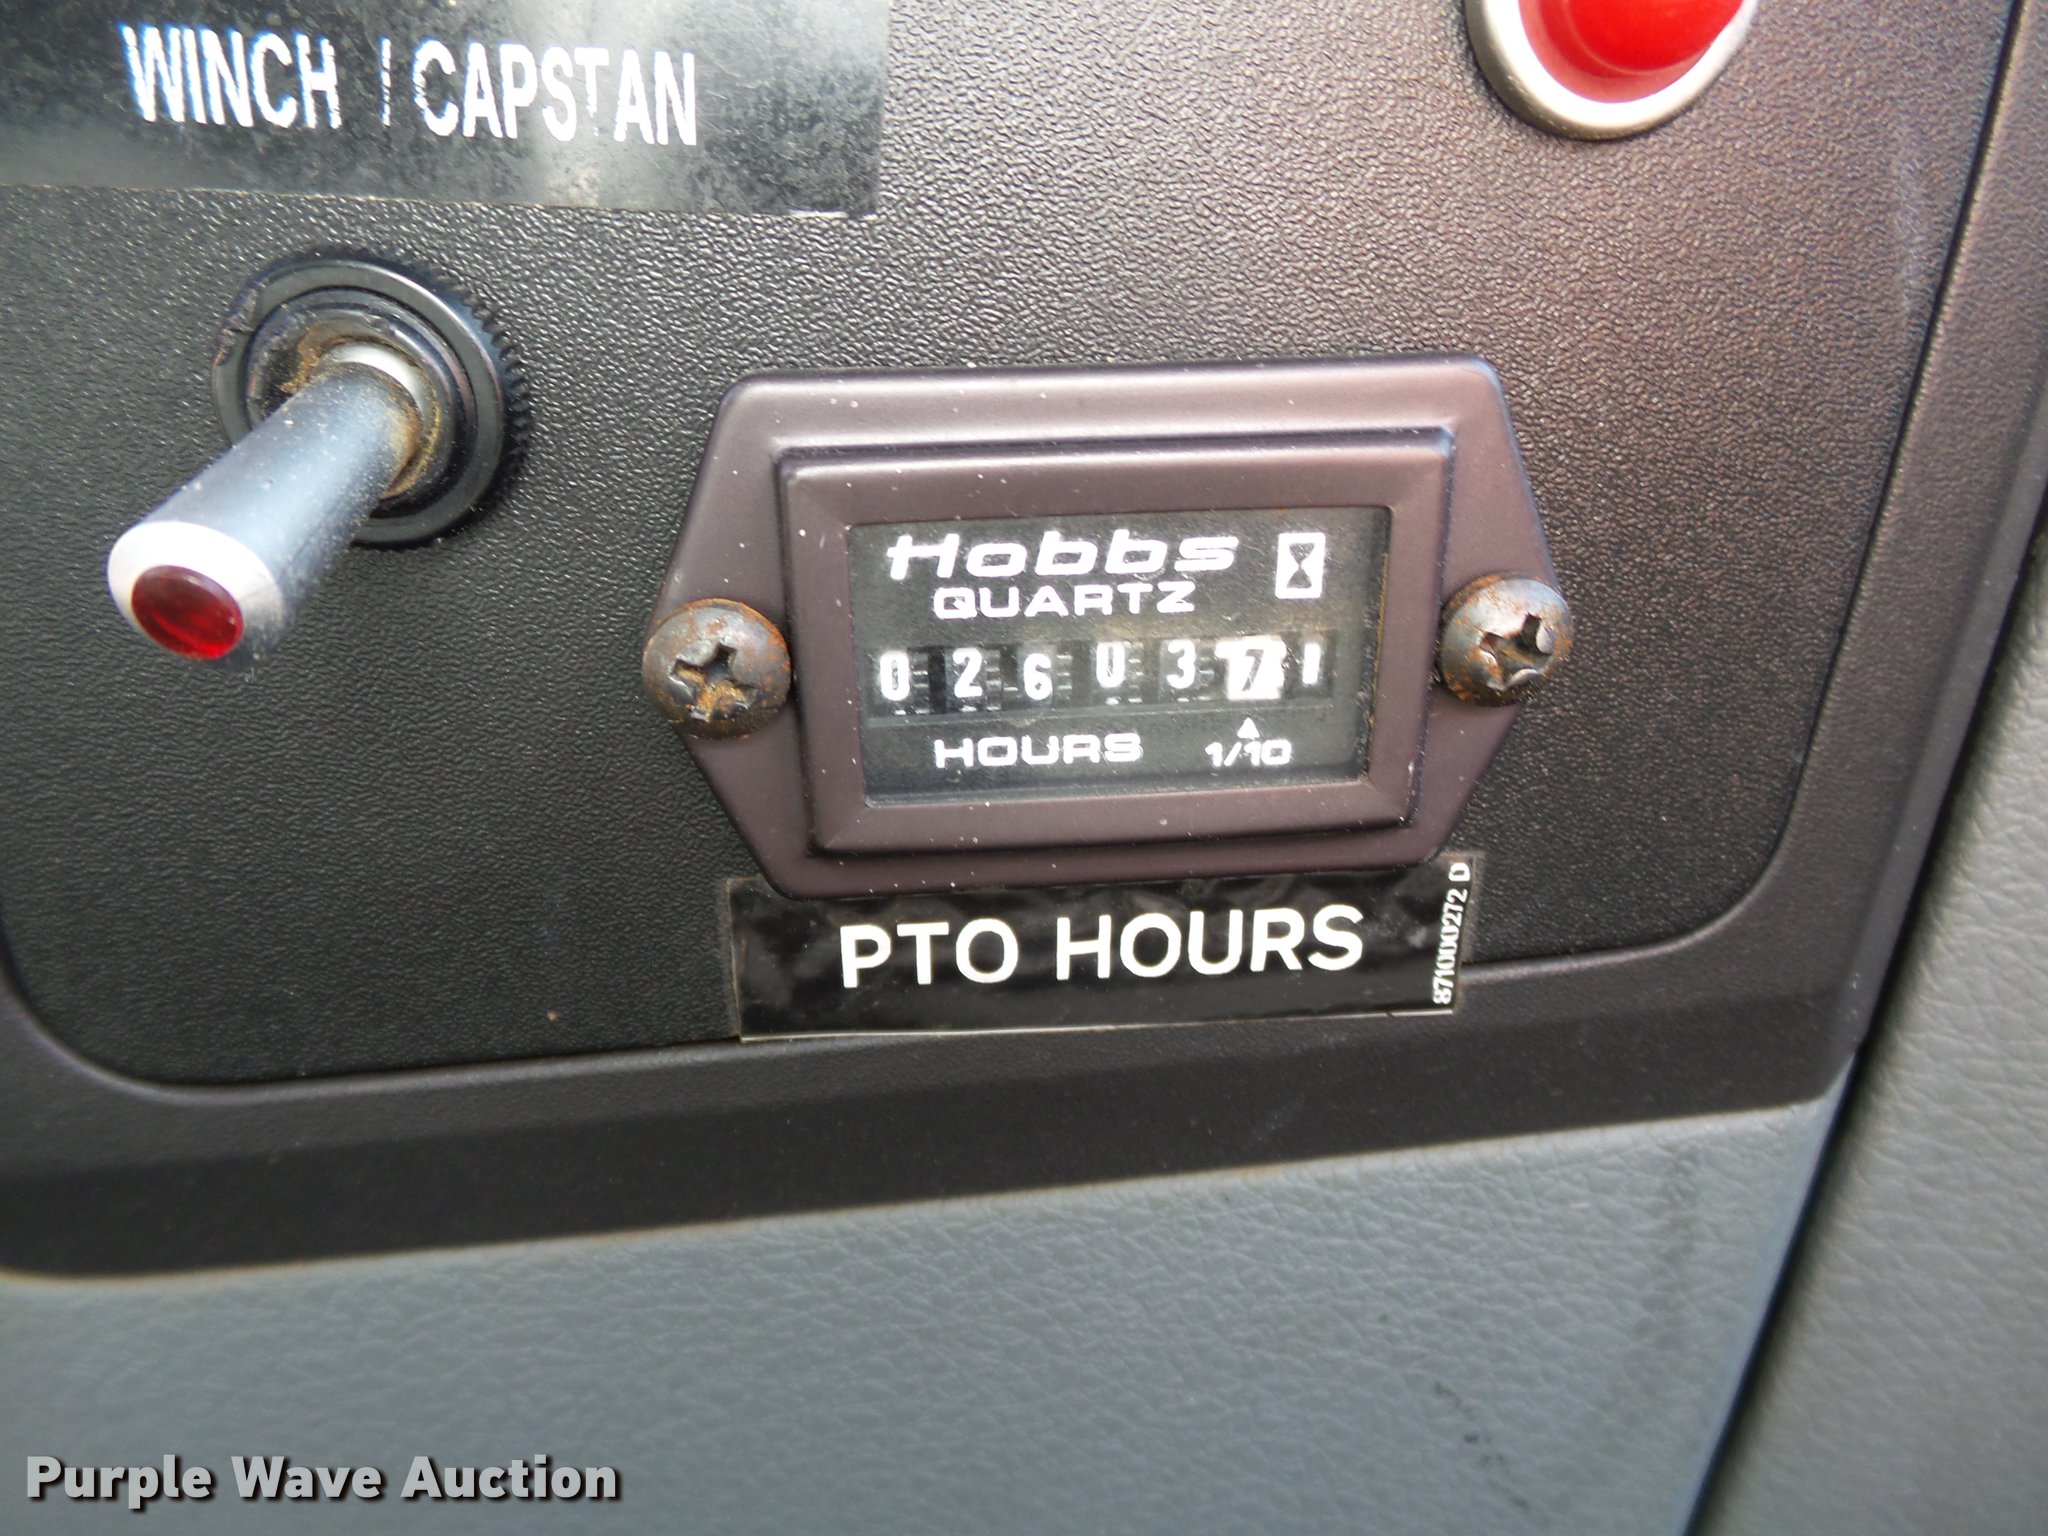 WINCH / CAPSTAN
Hobbs
QUARTZ
0 2 6 0 3 7 1
HOURS 1/10
PTO HOURS
871000272 D
Purple Wave Auction